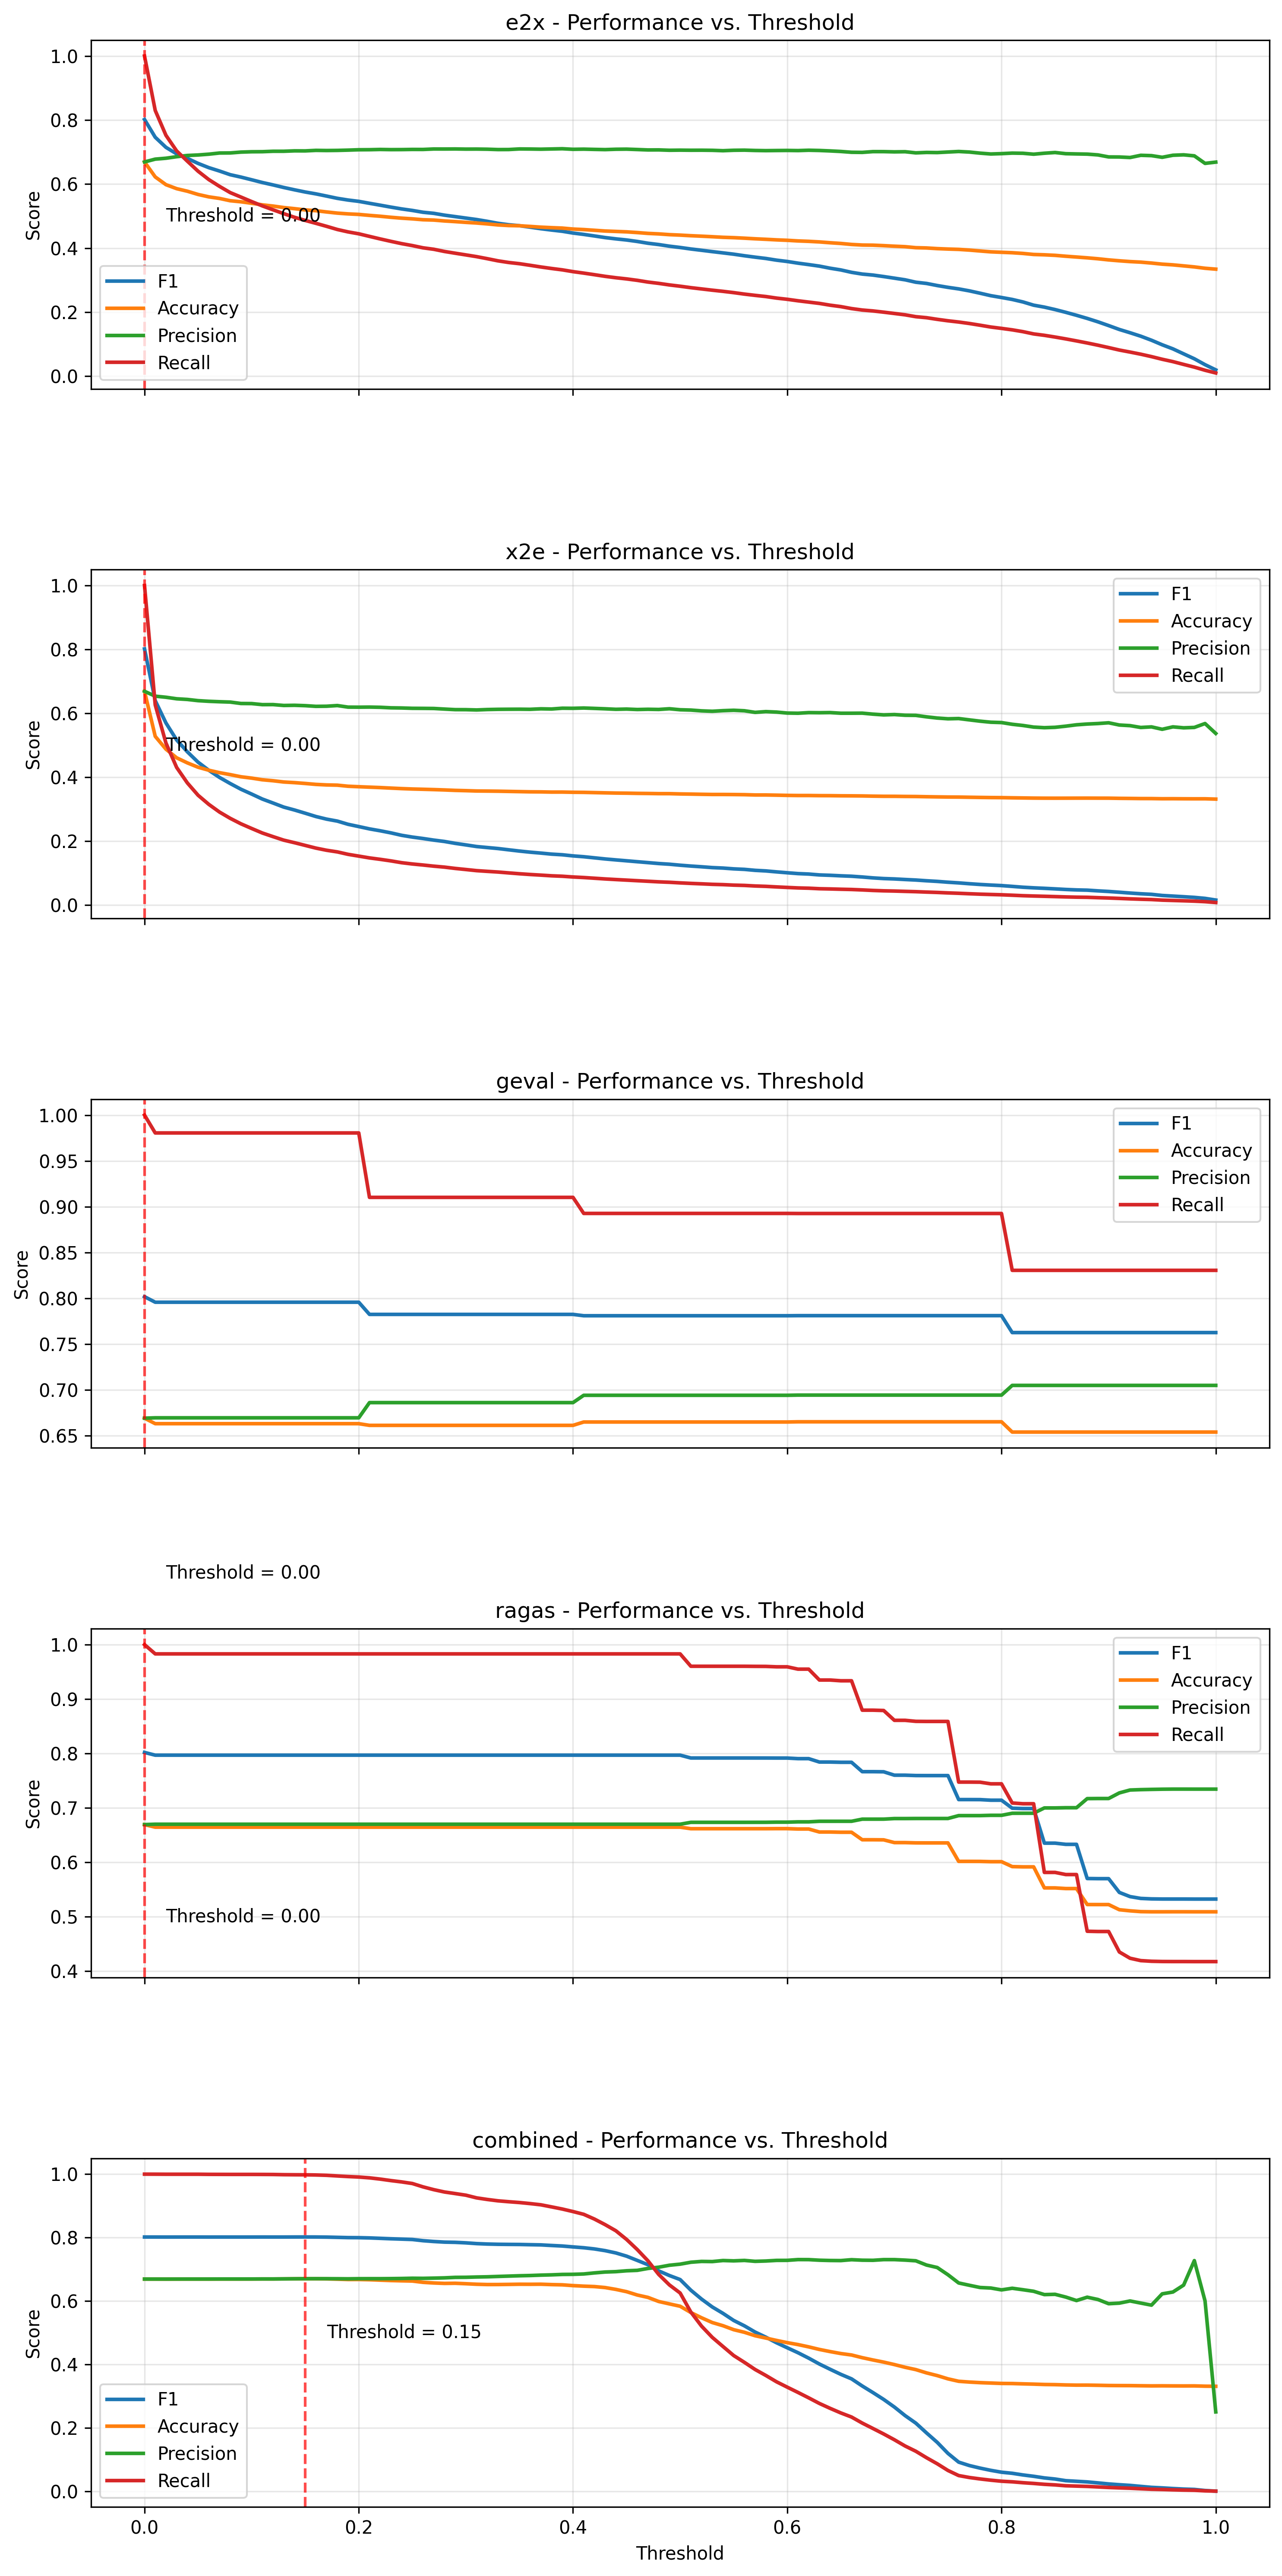 e2x - Performance vs. Threshold
1.0
0.8
0.6
0.4
0.2
0.0
Score
Threshold = 0.00
F1
Accuracy
Precision
Recall
x2e - Performance vs. Threshold
1.0
0.8
0.6
0.4
0.2
0.0
Score
Threshold = 0.00
F1
Accuracy
Precision
Recall
geval - Performance vs. Threshold
1.00
0.95
0.90
0.85
0.80
0.75
0.70
0.65
Score
F1
Accuracy
Precision
Recall
Threshold = 0.00
ragas - Performance vs. Threshold
1.0
0.9
0.8
0.7
0.6
0.5
0.4
Score
F1
Accuracy
Precision
Recall
Threshold = 0.00
combined - Performance vs. Threshold
1.0
0.8
0.6
0.4
0.2
0.0
Score
Threshold = 0.15
F1
Accuracy
Precision
Recall
0.0 0.2 0.4 0.6 0.8 1.0
Threshold